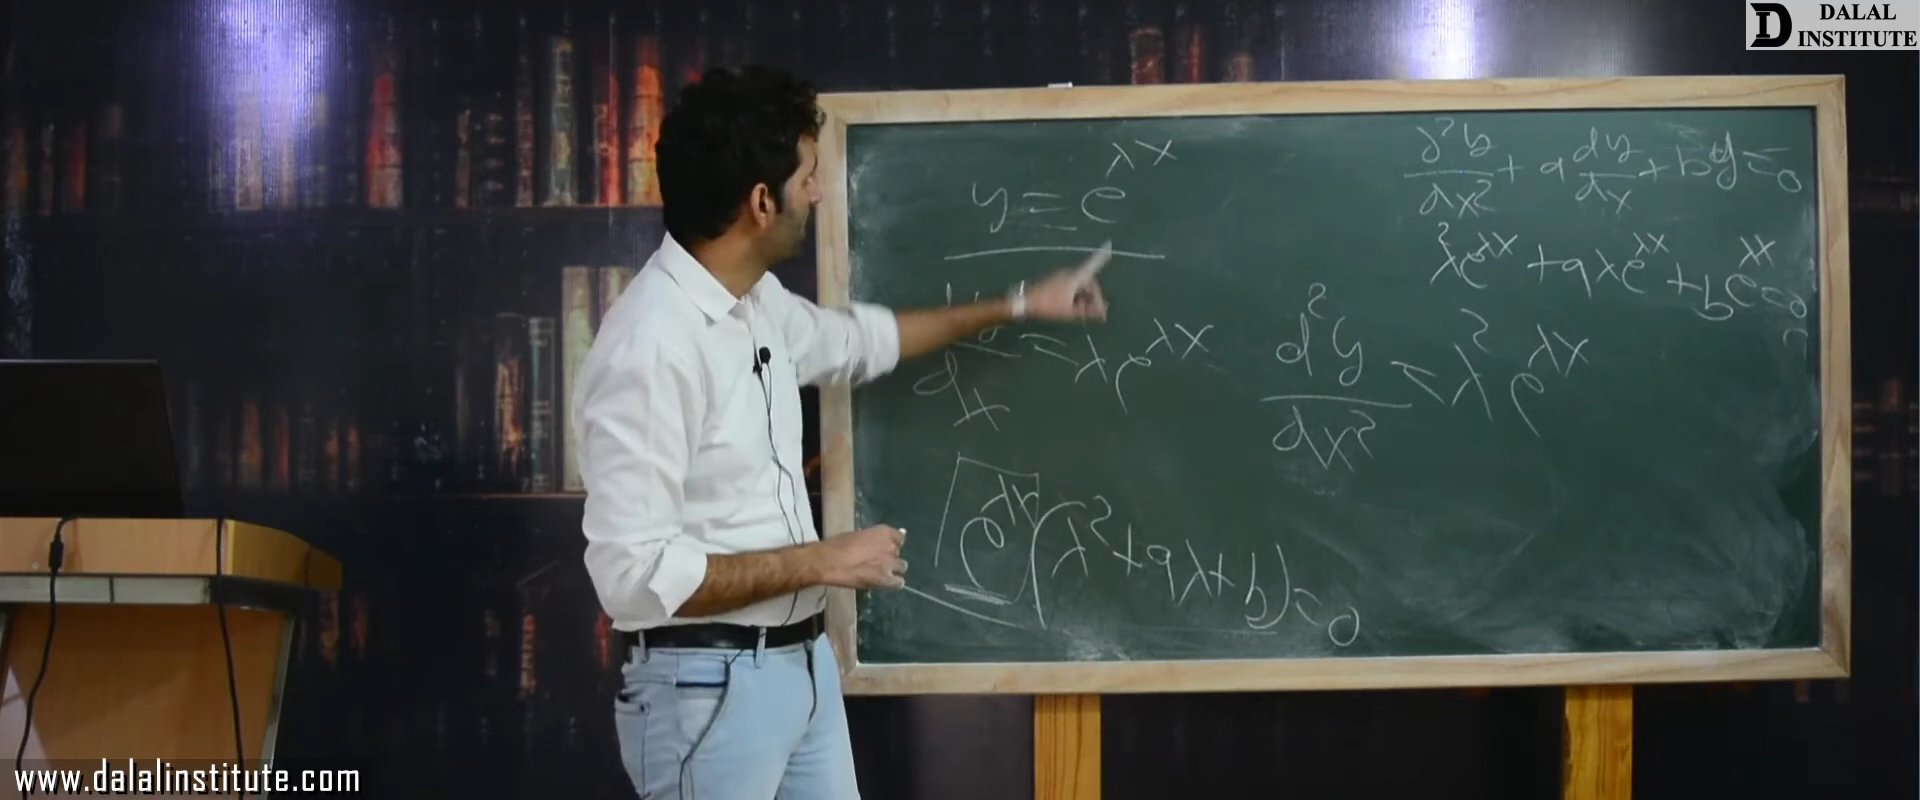 DALAL
INSTITUTE
y = e^{λx}
d²y/dx² + a dy/dx + by = 0
λ²e^{λx} + aλe^{λx} + be^{λx} = 0
dy/dx = λe^{λx}
d²y/dx² = λ²e^{λx}
e^{λx}(λ² + aλ + b) = 0
www.dalalinstitute.com